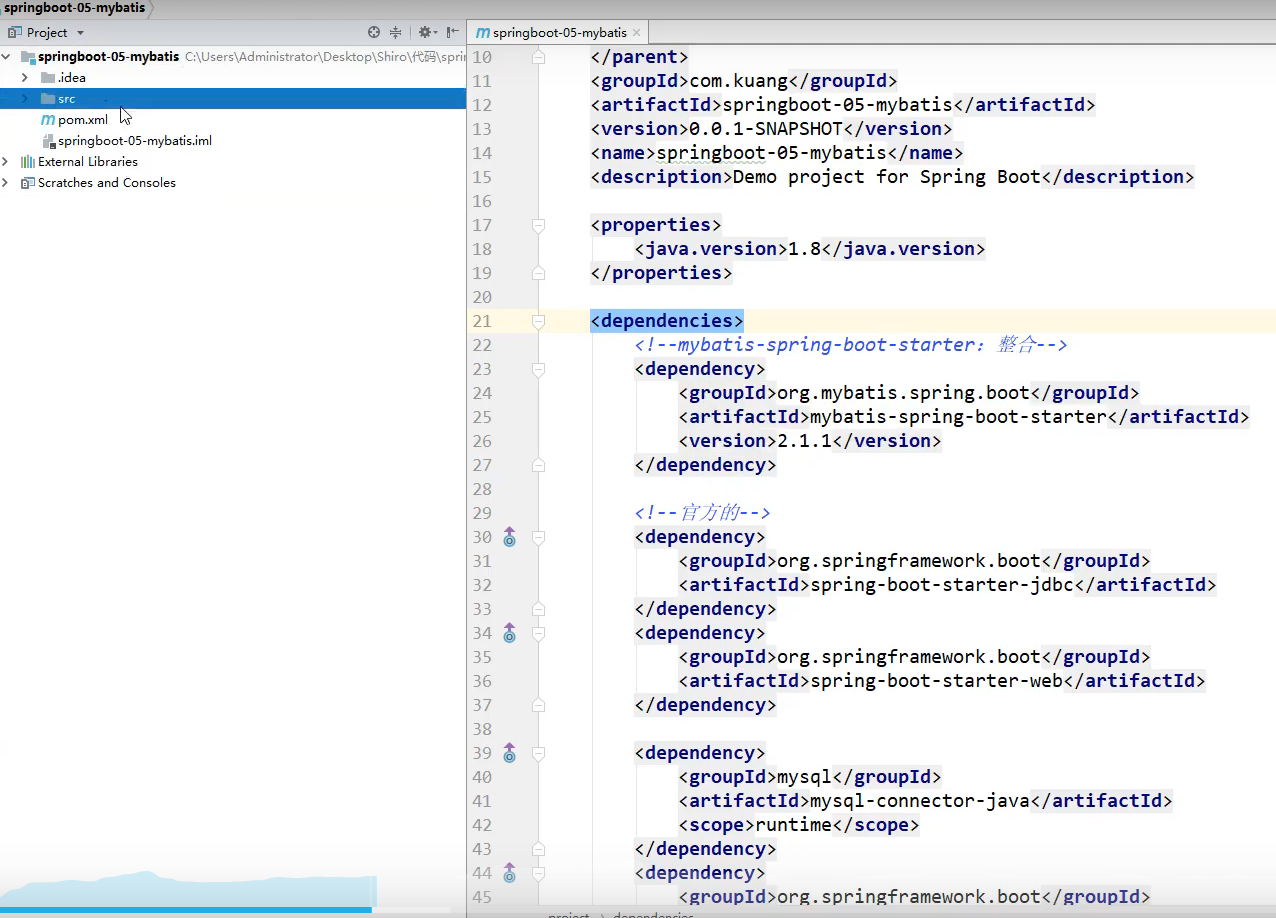 springboot-05-mybatis
Project
springboot-05-mybatis C:\Users\Administrator\Desktop\Shiro\代码\sprin
.idea
src
pom.xml
springboot-05-mybatis.iml
External Libraries
Scratches and Consoles
springboot-05-mybatis
10 </parent>
11 <groupId>com.kuang</groupId>
12 <artifactId>springboot-05-mybatis</artifactId>
13 <version>0.0.1-SNAPSHOT</version>
14 <name>springboot-05-mybatis</name>
15 <description>Demo project for Spring Boot</description>
16
17 <properties>
18 <java.version>1.8</java.version>
19 </properties>
20
21 <dependencies>
22 <!--mybatis-spring-boot-starter: 整合-->
23 <dependency>
24 <groupId>org.mybatis.spring.boot</groupId>
25 <artifactId>mybatis-spring-boot-starter</artifactId>
26 <version>2.1.1</version>
27 </dependency>
28
29 <!--官方的-->
30 <dependency>
31 <groupId>org.springframework.boot</groupId>
32 <artifactId>spring-boot-starter-jdbc</artifactId>
33 </dependency>
34 <dependency>
35 <groupId>org.springframework.boot</groupId>
36 <artifactId>spring-boot-starter-web</artifactId>
37 </dependency>
38
39 <dependency>
40 <groupId>mysql</groupId>
41 <artifactId>mysql-connector-java</artifactId>
42 <scope>runtime</scope>
43 </dependency>
44 <dependency>
45 <groupId>org.springframework.boot</groupId>
project dependencies